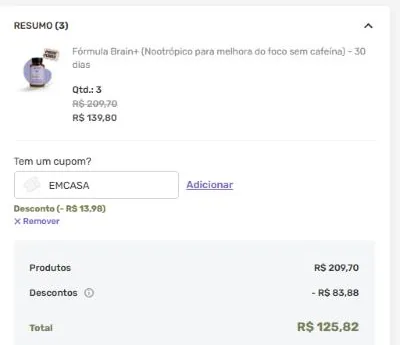 RESUMO (3)
Fórmula Brain+ (Nootrópico para melhora do foco sem cafeína) - 30
dias
Qtd.: 3
R$ 209,70
R$ 139,80
Tem um cupom?
EMCASA
Adicionar
Desconto (- R$ 13,98)
✕ Remover
Produtos
R$ 209,70
Descontos
- R$ 83,88
Total
R$ 125,82